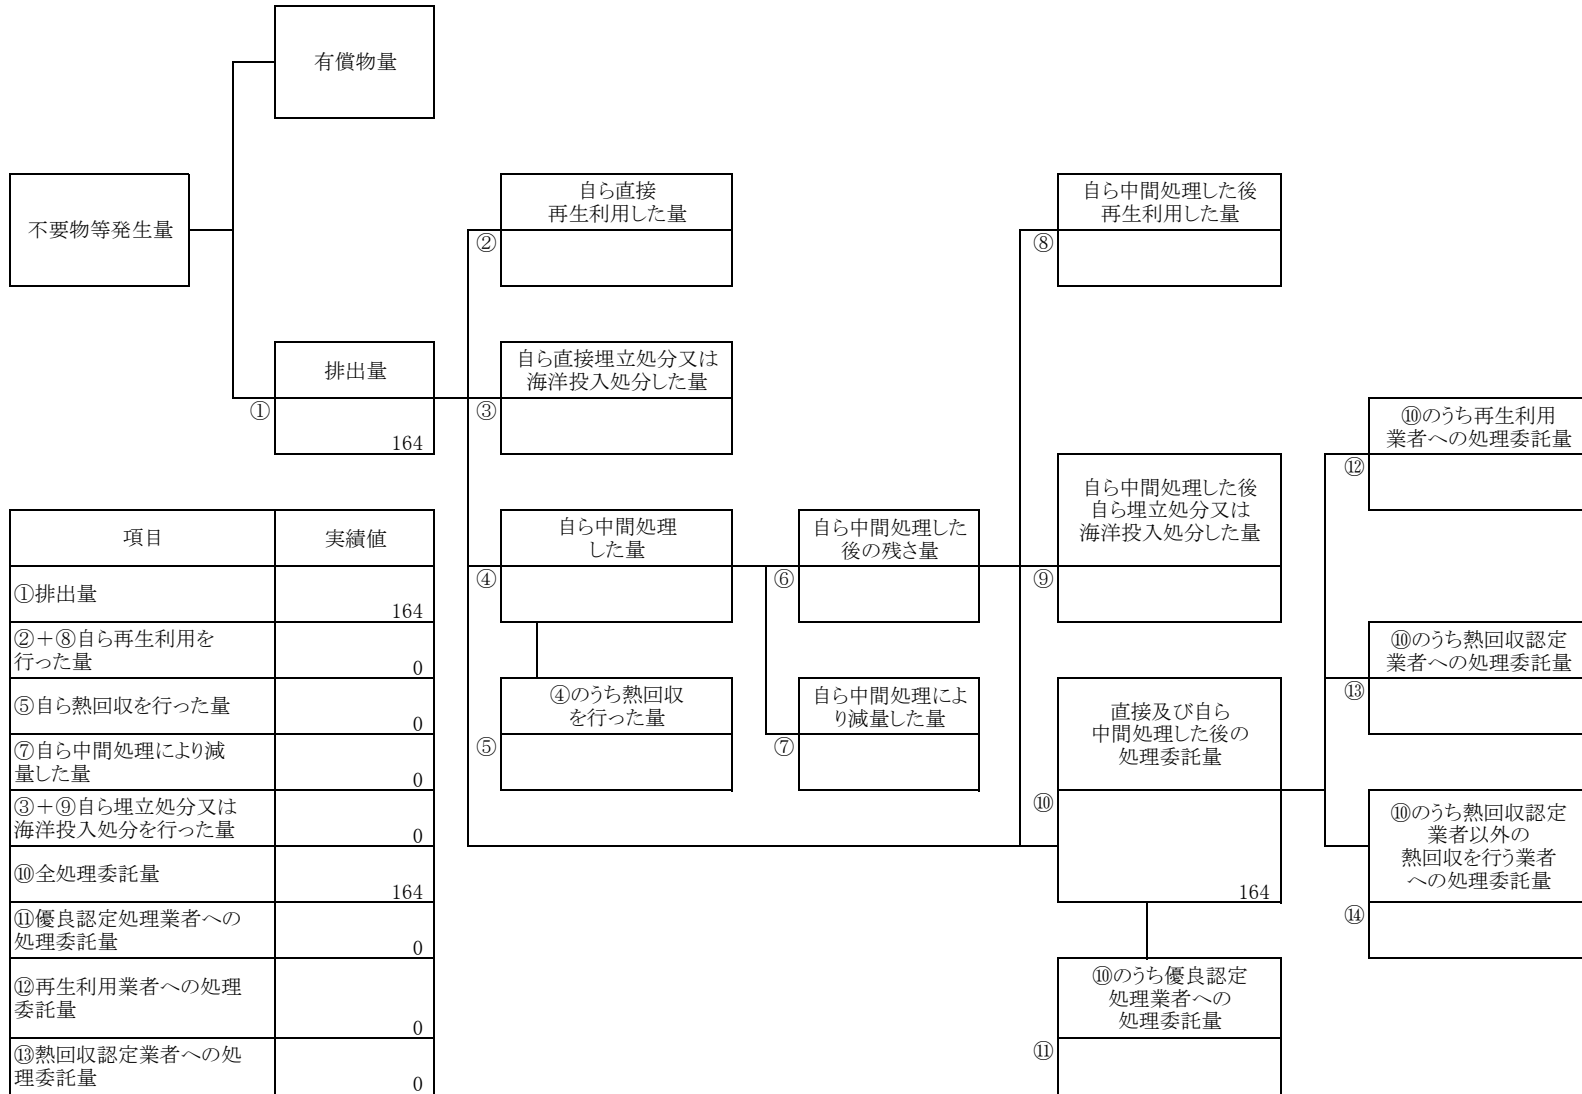 有償物量
不要物等発生量
排出量
①
164
自ら直接
再生利用した量
②
自ら直接埋立処分又は
海洋投入処分した量
③
自ら中間処理
した量
④
④のうち熱回収
を行った量
⑤
自ら中間処理した
後の残さ量
⑥
自ら中間処理によ
り減量した量
⑦
自ら中間処理した後
再生利用した量
⑧
自ら中間処理した後
自ら埋立処分又は
海洋投入処分した量
⑨
直接及び自ら
中間処理した後の
処理委託量
⑩
164
⑩のうち優良認定
処理業者への
処理委託量
⑪
⑩のうち再生利用
業者への処理委託量
⑫
⑩のうち熱回収認定
業者への処理委託量
⑬
⑩のうち熱回収認定
業者以外の
熱回収を行う業者
への処理委託量
⑭
項目 実績値
①排出量
164
②+⑧自ら再生利用を
行った量
0
⑤自ら熱回収を行った量
0
⑦自ら中間処理により減
量した量
0
③+⑨自ら埋立処分又は
海洋投入処分を行った量
0
⑩全処理委託量
164
⑪優良認定処理業者への
処理委託量
0
⑫再生利用業者への処理
委託量
0
⑬熱回収認定業者への処
理委託量
0